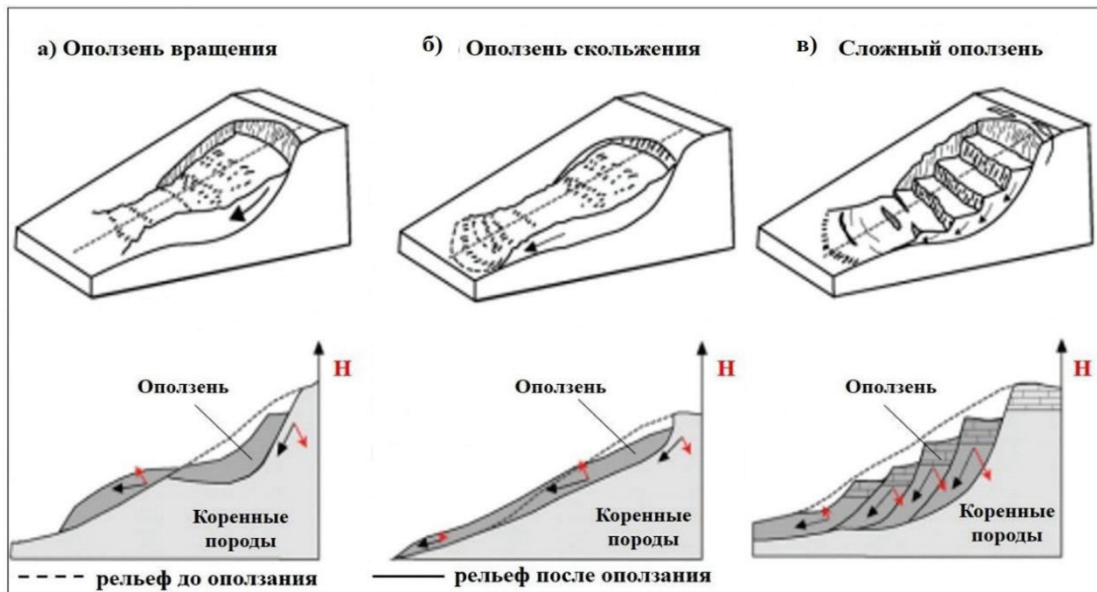 а) Оползень вращения
б) Оползень скольжения
в) Сложный оползень
Н
Оползень
Коренные
породы
Н
Оползень
Коренные
породы
Н
Оползень
Коренные
породы
рельеф до оползания
рельеф после оползания